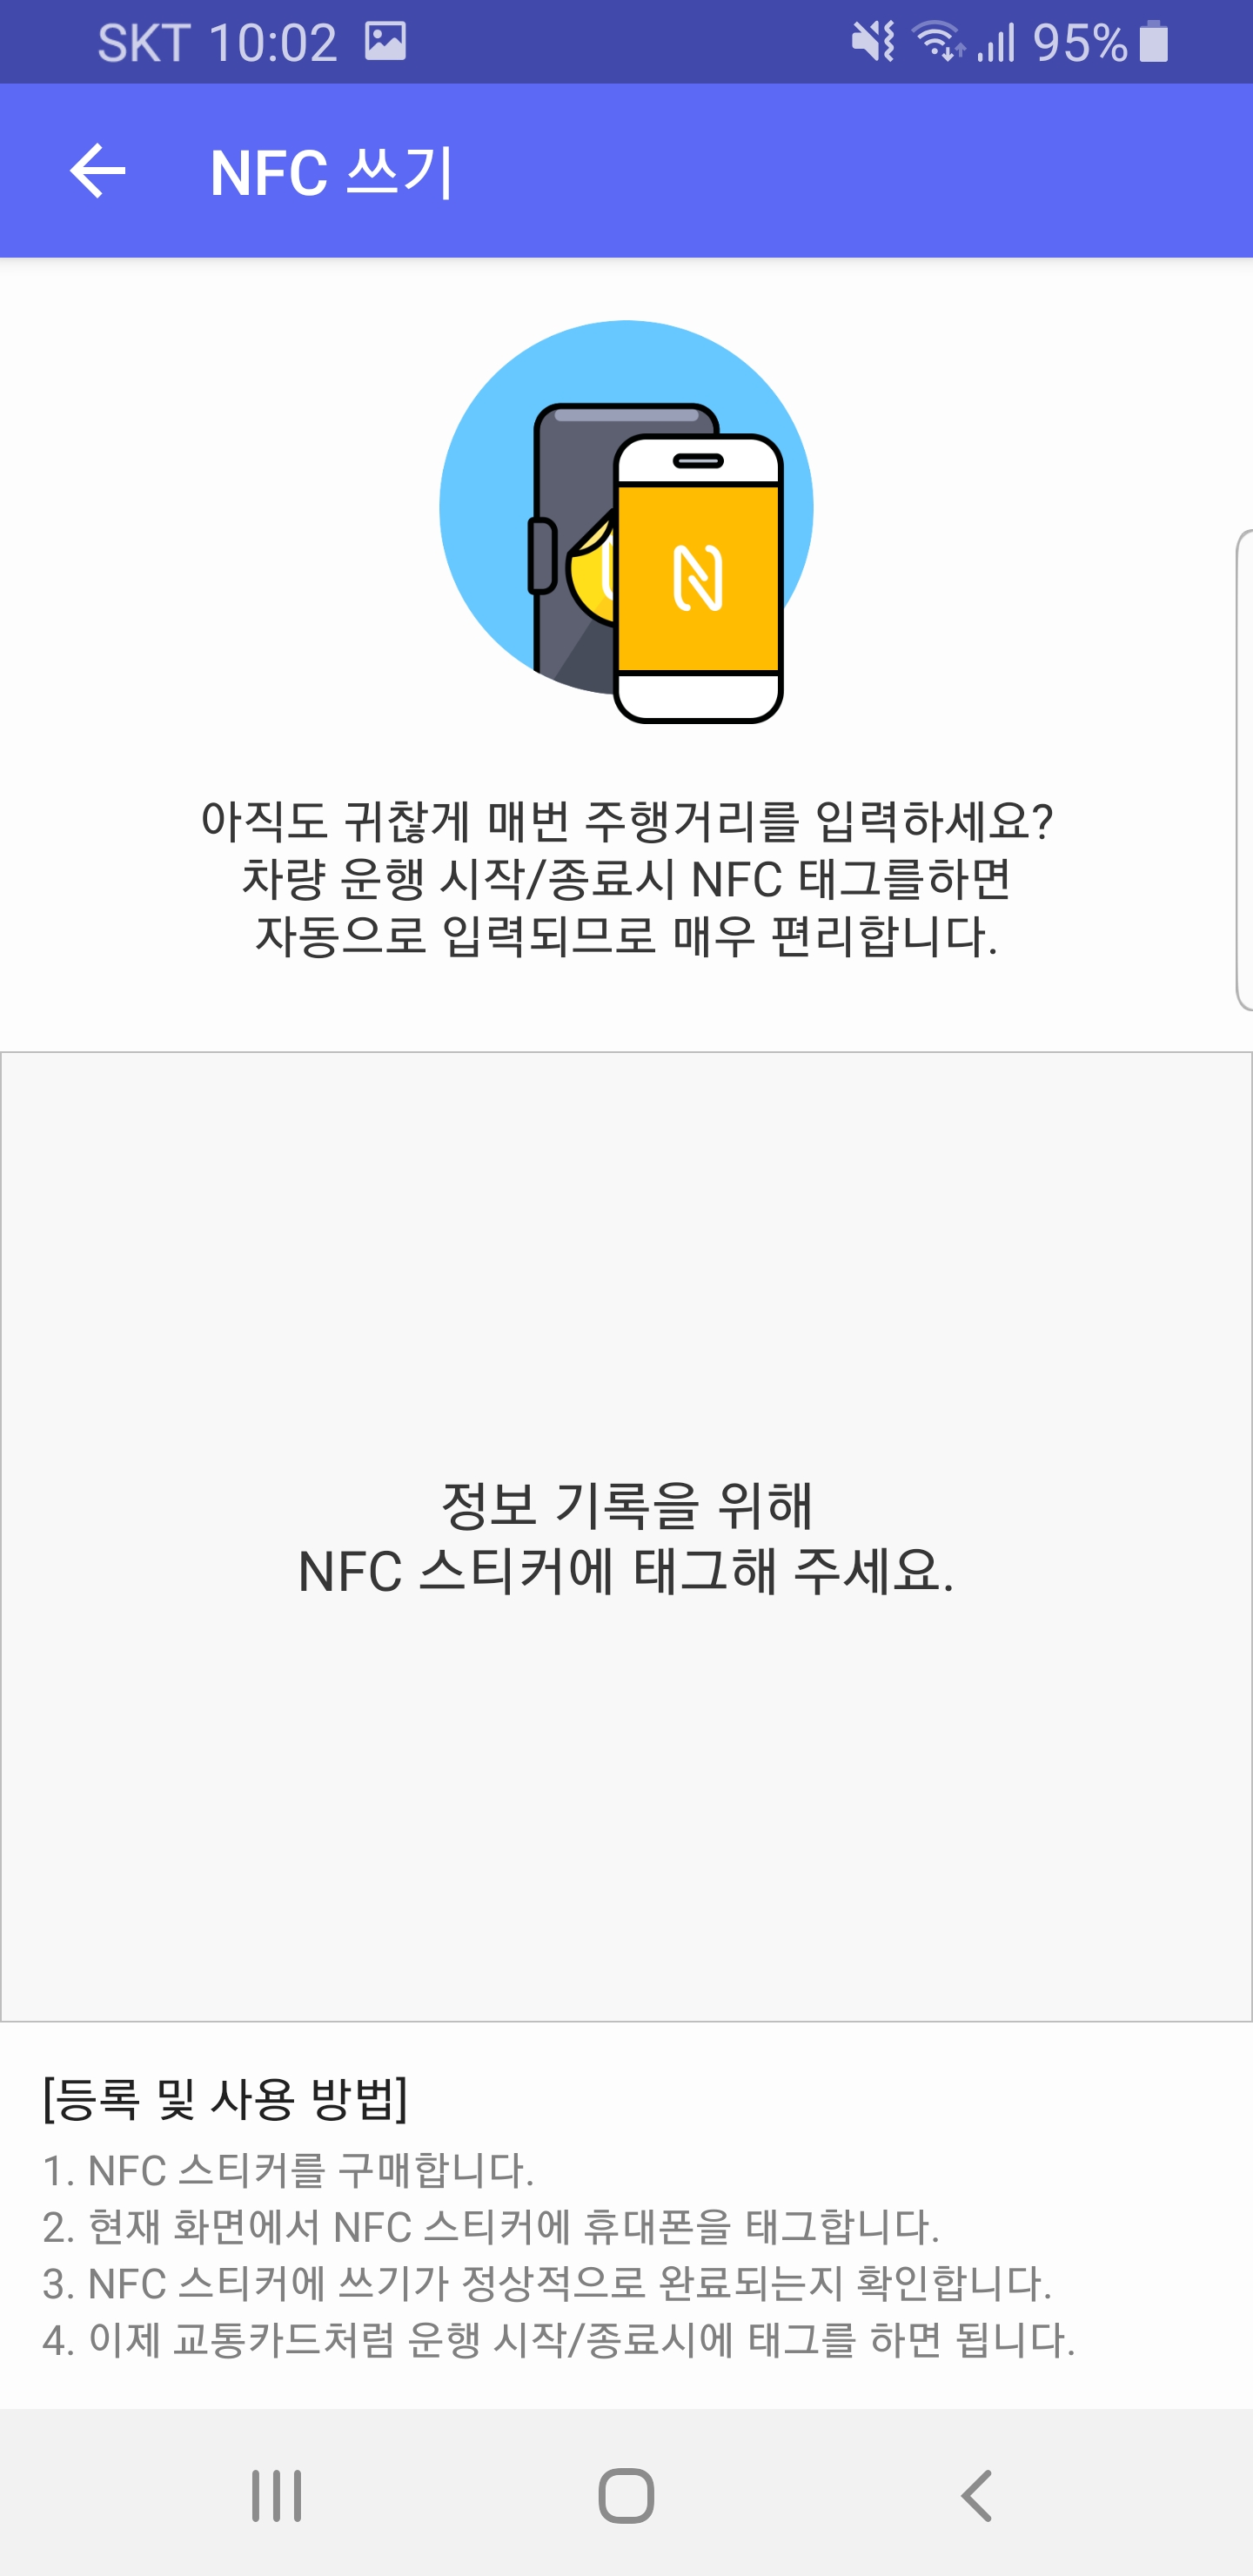 SKT 10:02 95%
NFC 쓰기
아직도 귀찮게 매번 주행거리를 입력하세요?
차량 운행 시작/종료시 NFC 태그를하면
자동으로 입력되므로 매우 편리합니다.
정보 기록을 위해
NFC 스티커에 태그해 주세요.
[등록 및 사용 방법]
1. NFC 스티커를 구매합니다.
2. 현재 화면에서 NFC 스티커에 휴대폰을 태그합니다.
3. NFC 스티커에 쓰기가 정상적으로 완료되는지 확인합니다.
4. 이제 교통카드처럼 운행 시작/종료시에 태그를 하면 됩니다.